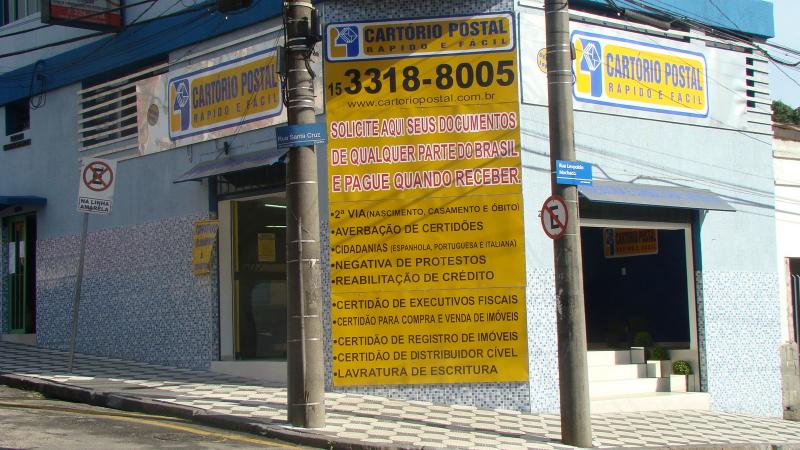 CARTÓRIO POSTAL
RÁPIDO E FÁCIL
15 3318-8005
www.cartoriopostal.com.br
SOLICITE AQUI SEUS DOCUMENTOS
DE QUALQUER PARTE DO BRASIL
E PAGUE QUANDO RECEBER.
•2ª VIA (NASCIMENTO, CASAMENTO E ÓBITO)
•AVERBAÇÃO DE CERTIDÕES
•CIDADANIAS (ESPANHOLA, PORTUGUESA E ITALIANA)
•NEGATIVA DE PROTESTOS
•REABILITAÇÃO DE CRÉDITO
•CERTIDÃO DE EXECUTIVOS FISCAIS
•CERTIDÃO PARA COMPRA E VENDA DE IMÓVEIS
•CERTIDÃO DE REGISTRO DE IMÓVEIS
•CERTIDÃO DE DISTRIBUIDOR CÍVEL
•LAVRATURA DE ESCRITURA
CARTÓRIO POSTAL
RÁPIDO E FÁCIL
CARTÓRIO POSTAL
RÁPIDO E FÁCIL
Rua Santa Cruz
Rua Leopoldo
Machado
E
NA LINHA
AMARELA
E
CARTÓRIO POSTAL